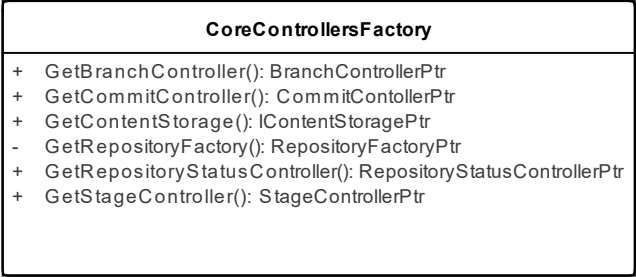 CoreControllersFactory
+ GetBranchController(): BranchControllerPtr
+ GetCommitController(): CommitContollerPtr
+ GetContentStorage(): IContentStoragePtr
- GetRepositoryFactory(): RepositoryFactoryPtr
+ GetRepositoryStatusController(): RepositoryStatusControllerPtr
+ GetStageController(): StageControllerPtr